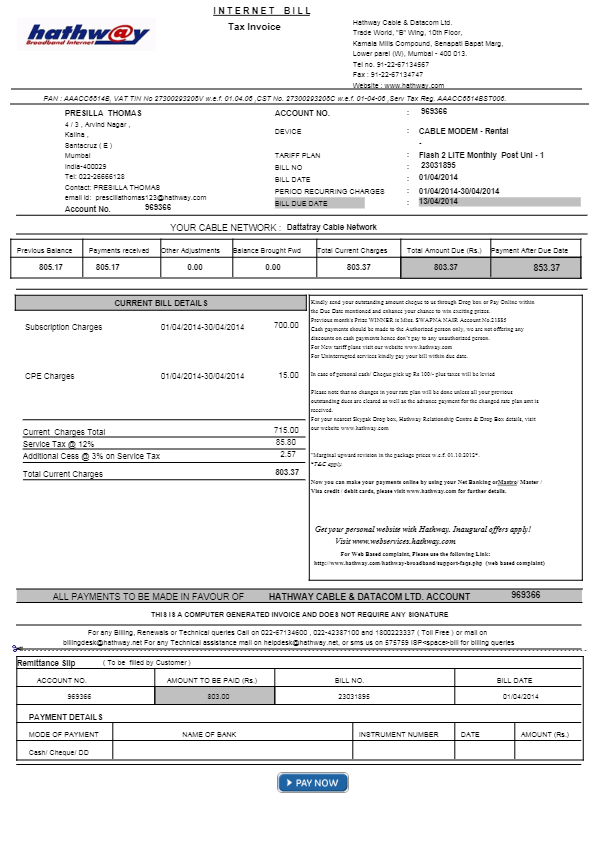 INTERNET BILL
Tax Invoice
hathw@y
Broadband Internet
Hathway Cable & Datacom Ltd.
Trade World, "B" Wing, 10th Floor,
Kamala Mills Compound, Senapati Bapat Marg,
Lower parel (W), Mumbai - 400 013.
Tel no. 91-22-67134567
Fax : 91-22-67134747
Website : www.hathway.com
PAN : AAACC6814B, VAT TIN No 27300293205V w.e.f. 01.04.06 ,CST No. 27300293205C w.e.f. 01-04-06 ,Serv Tax Reg. AAACC6814BST006.
PRESILLA THOMAS
4 / 3 , Arvind Nagar ,
Kalina ,
Santacruz ( E )
Mumbai
India-400029
Tel: 022-26666128
Contact: PRESILLA THOMAS
email id: prescillathomas123@hathway.com
Account No. 969366
ACCOUNT NO. : 969366
DEVICE : CABLE MODEM - Rental
-
TARIFF PLAN : Flash 2 LITE Monthly Post Uni - 1
BILL NO : 23031895
BILL DATE : 01/04/2014
PERIOD RECURRING CHARGES : 01/04/2014-30/04/2014
BILL DUE DATE : 13/04/2014
YOUR CABLE NETWORK : Dattatray Cable Network
Previous Balance Payments received Other Adjustments Balance Brought Fwd Total Current Charges Total Amount Due (Rs.) Payment After Due Date
805.17 805.17 0.00 0.00 803.37 803.37 853.37
CURRENT BILL DETAILS
Subscription Charges 01/04/2014-30/04/2014 700.00
CPE Charges 01/04/2014-30/04/2014 15.00
Current Charges Total 715.00
Service Tax @ 12% 85.80
Additional Cess @ 3% on Service Tax 2.57
Total Current Charges 803.37
Kindly send your outstanding amount cheque to us through Drop box or Pay Online within
the Due Date mentioned and enhance your chance to win exciting prizes.
Previous month's Prize WINNER is Miss. SWAPNA NAIR Account No.21885
Cash payments should be made to the Authorized person only, we are not offering any
discounts on cash payments hence don't pay to any unauthorized person.
For New tariff plans visit our website www.hathway.com
For Uninterrupted services kindly pay your bill within due date.
In case of personal cash/ Cheque pick up Rs 100/- plus taxes will be levied
Please note that no changes in your rate plan will be done unless all your previous
outstanding dues are cleared as well as the advance payment for the changed rate plan amt is
received.
For your nearest Skypak Drop box, Hathway Relationship Centre & Drop Box details, visit
our website www.hathway.com
"Marginal upward revision in the package prices w.e.f. 01.10.2012".
*T&C apply.
Now you can make your payments online by using your Net Banking orMastro/ Master /
Visa credit / debit cards, please visit www.hathway.com for further details.
Get your personal website with Hathway. Inaugural offers apply!
Visit www.webservices.hathway.com
For Web Based complaint, Please use the following Link:
http://www.hathway.com/hathway-broadband/support-faqs.php (web based complaint)
ALL PAYMENTS TO BE MADE IN FAVOUR OF HATHWAY CABLE & DATACOM LTD. ACCOUNT 969366
THIS IS A COMPUTER GENERATED INVOICE AND DOES NOT REQUIRE ANY SIGNATURE
For any Billing, Renewals or Technical queries Call on 022-67134600 , 022-42387100 and 1800223337 ( Toll Free ) or mail on
billingdesk@hathway.net For any Technical assistance mail on helpdesk@hathway.net, or sms us on 575759 ISP<space>bill for billing queries
Remittance Slip ( To be filled by Customer )
ACCOUNT NO. AMOUNT TO BE PAID (Rs.) BILL NO. BILL DATE
969366 803.00 23031895 01/04/2014
PAYMENT DETAILS
MODE OF PAYMENT NAME OF BANK INSTRUMENT NUMBER DATE AMOUNT (Rs.)
Cash/ Cheque/ DD
PAY NOW